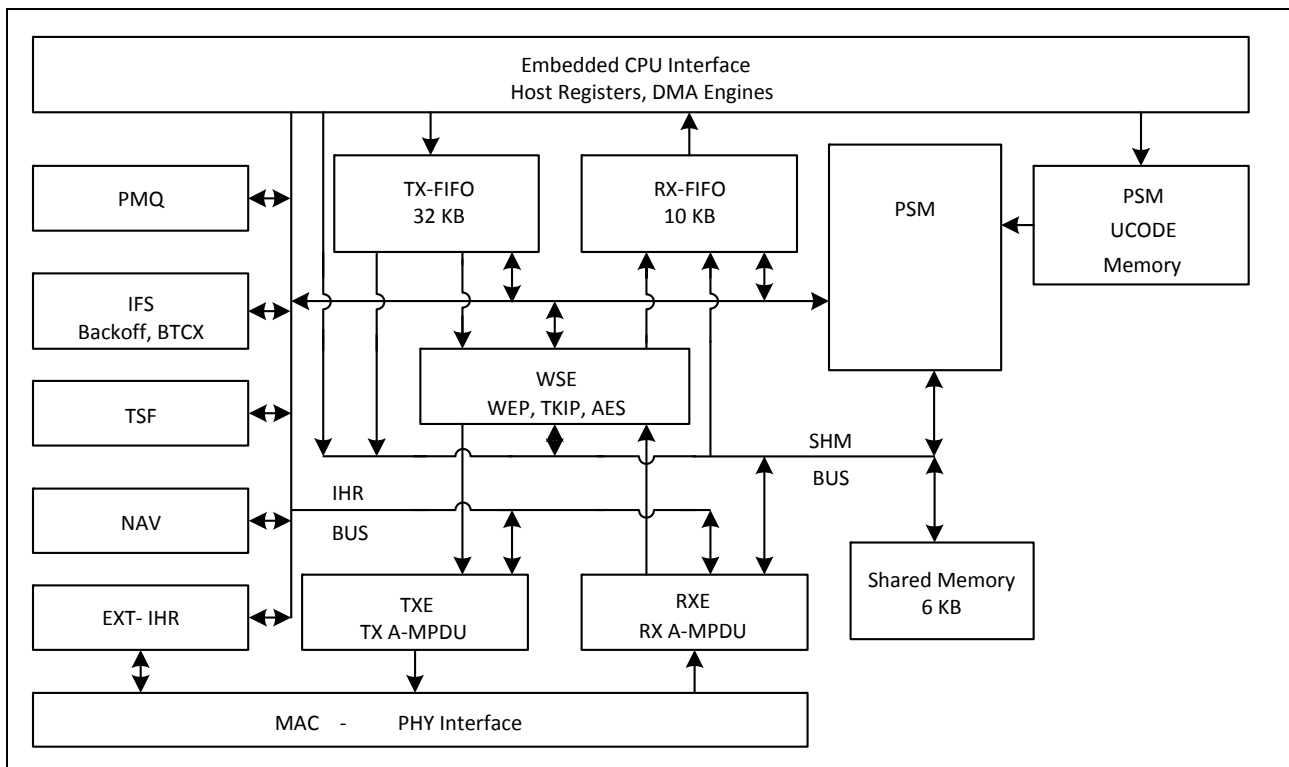 Embedded CPU Interface
Host Registers, DMA Engines
PMQ
TX-FIFO
32 KB
RX-FIFO
10 KB
PSM
PSM
UCODE
Memory
IFS
Backoff, BTCX
WSE
WEP, TKIP, AES
TSF
SHM
BUS
IHR
BUS
NAV
Shared Memory
6 KB
EXT- IHR
TXE
TX A-MPDU
RXE
RX A-MPDU
MAC - PHY Interface